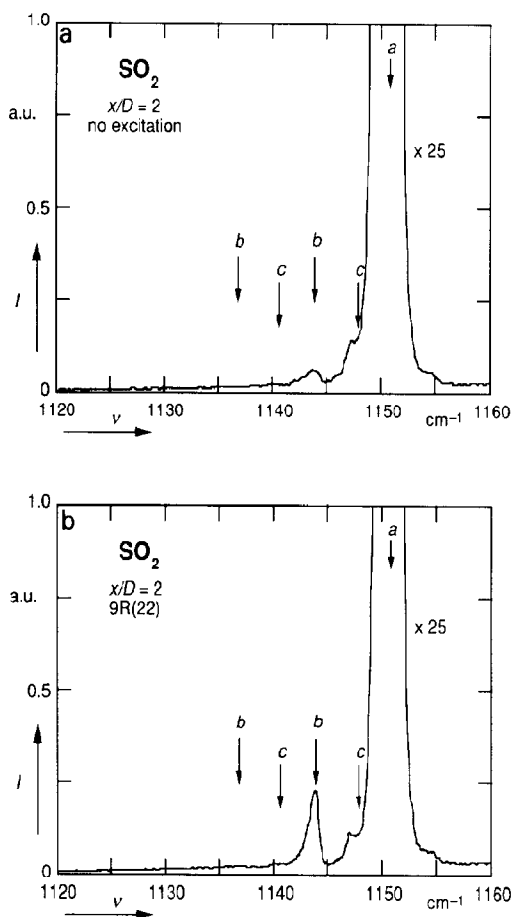 a
1.0
SO2
a
x/D = 2
no excitation
a.u.
x 25
0.5
b b
c c
I
0
1120 1130 1140 1150 1160
ν cm–1
b
1.0
SO2
a
x/D = 2
9R(22)
a.u.
x 25
0.5
b b
c c
I
0
1120 1130 1140 1150 1160
ν cm–1